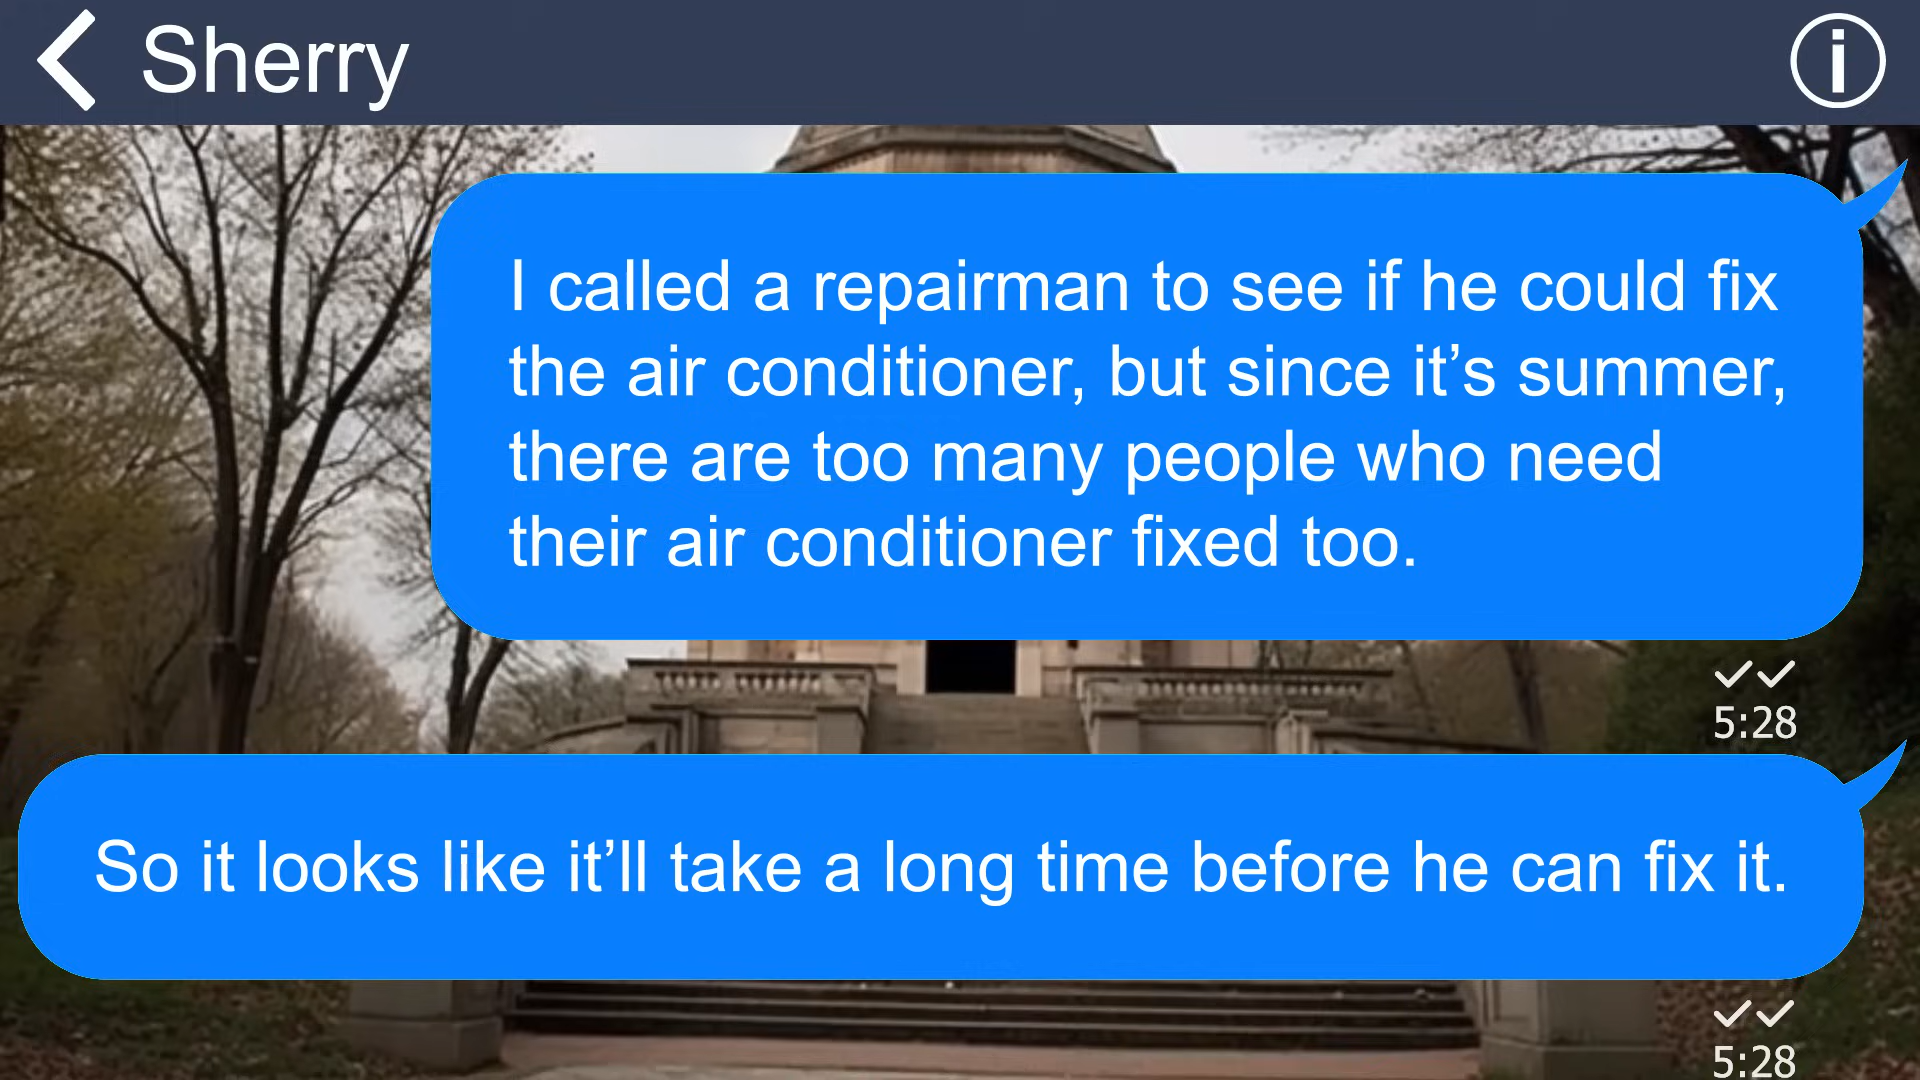 Sherry
I called a repairman to see if he could fix
the air conditioner, but since it’s summer,
there are too many people who need
their air conditioner fixed too.
5:28
So it looks like it’ll take a long time before he can fix it.
5:28